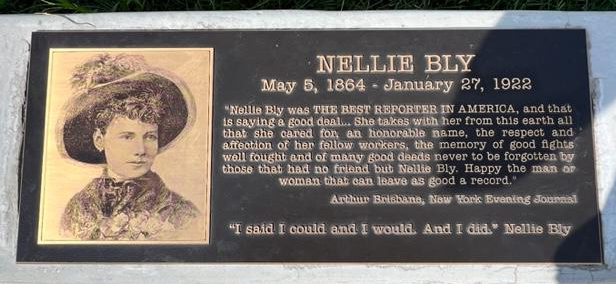 NELLIE BLY
May 5, 1864 - January 27, 1922
"Nellie Bly was THE BEST REPORTER IN AMERICA, and that
is saying a good deal... She takes with her from this earth all
that she cared for, an honorable name, the respect and
affection of her fellow workers, the memory of good fights
well fought and of many good deeds never to be forgotten by
those that had no friend but Nellie Bly. Happy the man or
woman that can leave as good a record."
Arthur Brisbane, New York Evening Journal
"I said I could and I would. And I did." Nellie Bly